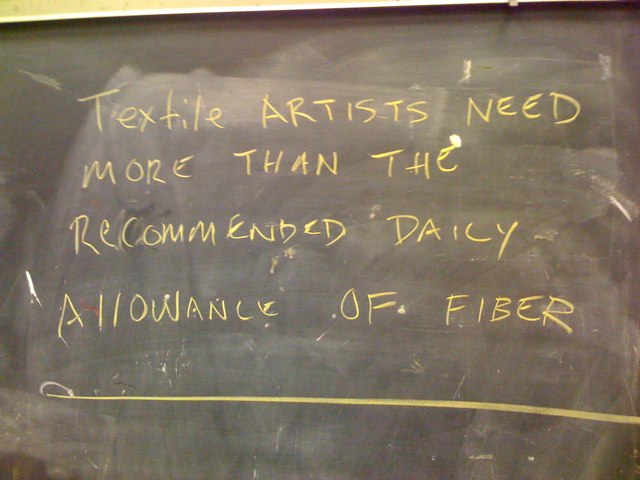 Textile ARTISTS NEED
MORE THAN THE
RECOMMENDED DAILY
AllOWANCE OF FIBER